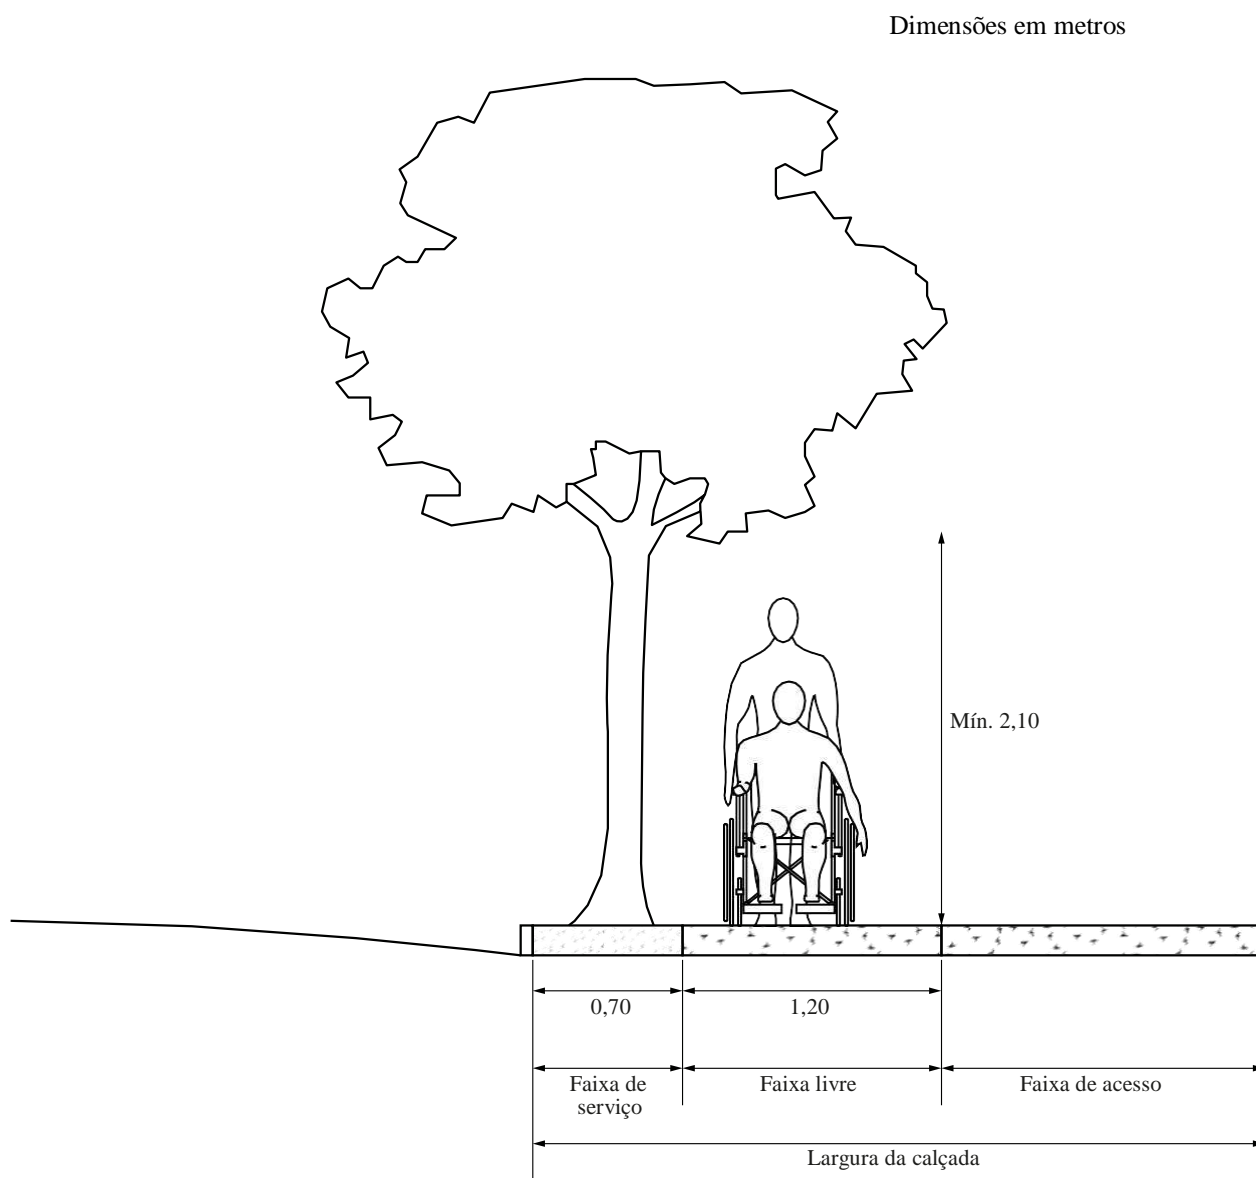 Dimensões em metros
Mín. 2,10
0,70
1,20
Faixa de
serviço
Faixa livre
Faixa de acesso
Largura da calçada